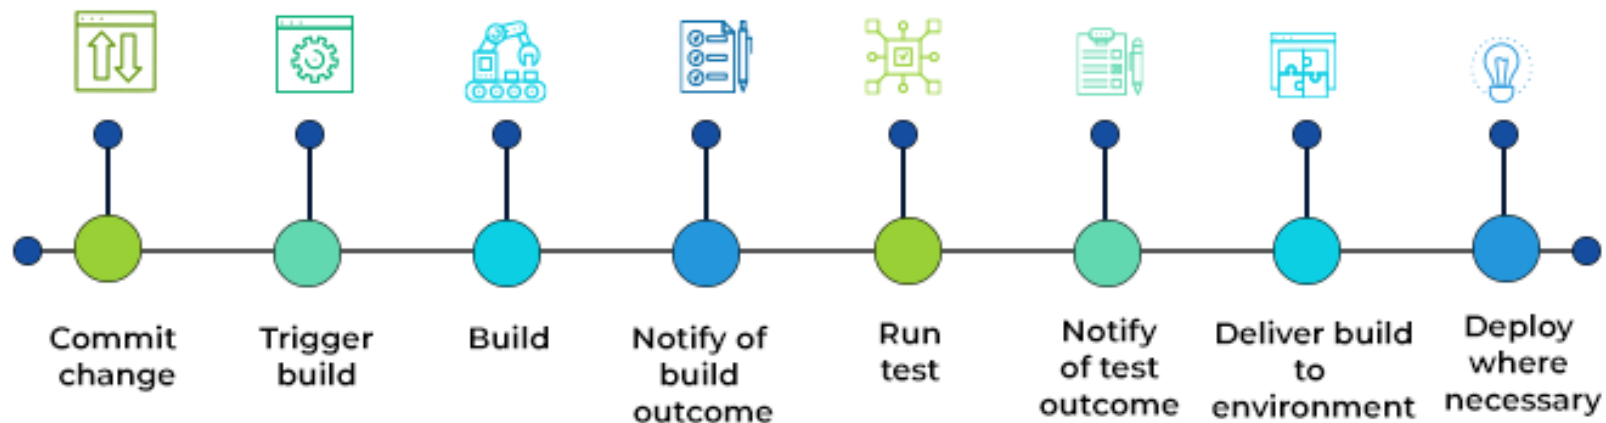 Commit
change
Trigger
build
Build
Notify of
build
outcome
Run
test
Notify
of test
outcome
Deliver build
to
environment
Deploy
where
necessary